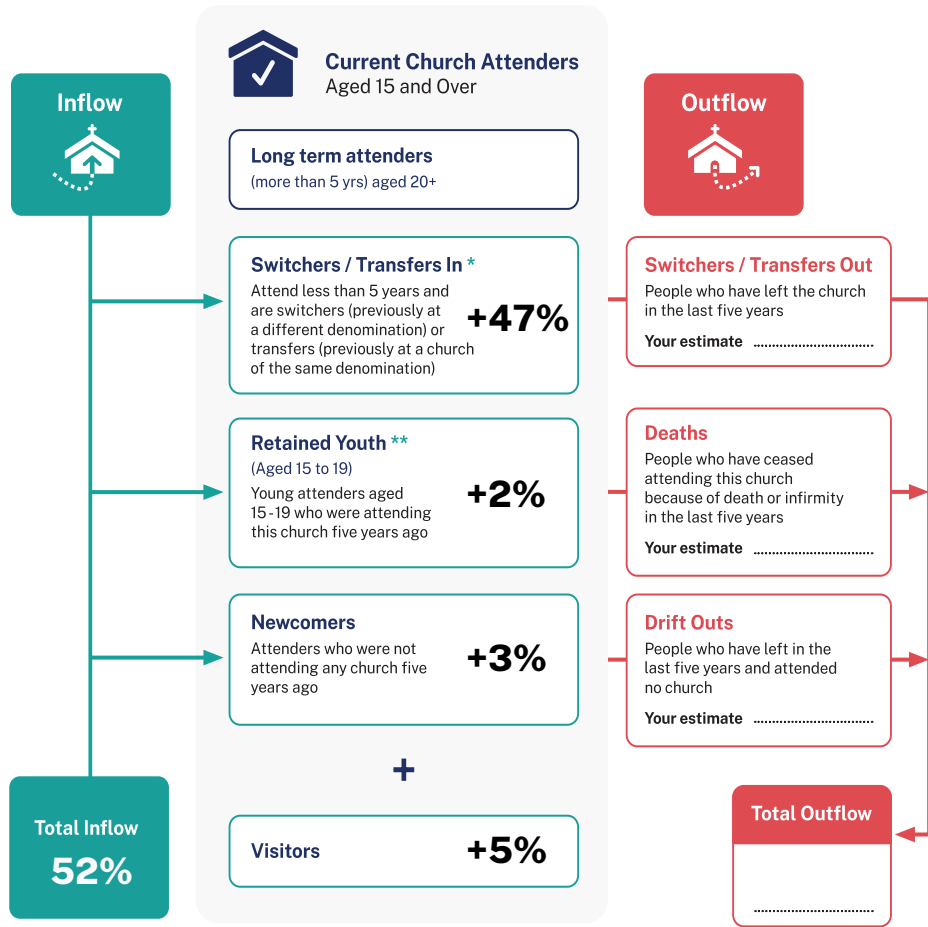 Inflow
Current Church Attenders
Aged 15 and Over
Outflow
Long term attenders
(more than 5 yrs) aged 20+
Switchers / Transfers In *
Attend less than 5 years and
are switchers (previously at
a different denomination) or
transfers (previously at a church
of the same denomination)
+47%
Switchers / Transfers Out
People who have left the church
in the last five years
Your estimate ................................
Retained Youth **
(Aged 15 to 19)
Young attenders aged
15-19 who were attending
this church five years ago
+2%
Deaths
People who have ceased
attending this church
because of death or infirmity
in the last five years
Your estimate ................................
Newcomers
Attenders who were not
attending any church five
years ago
+3%
Drift Outs
People who have left in the
last five years and attended
no church
Your estimate ................................
+
Total Inflow
52%
Visitors
+5%
Total Outflow
................................